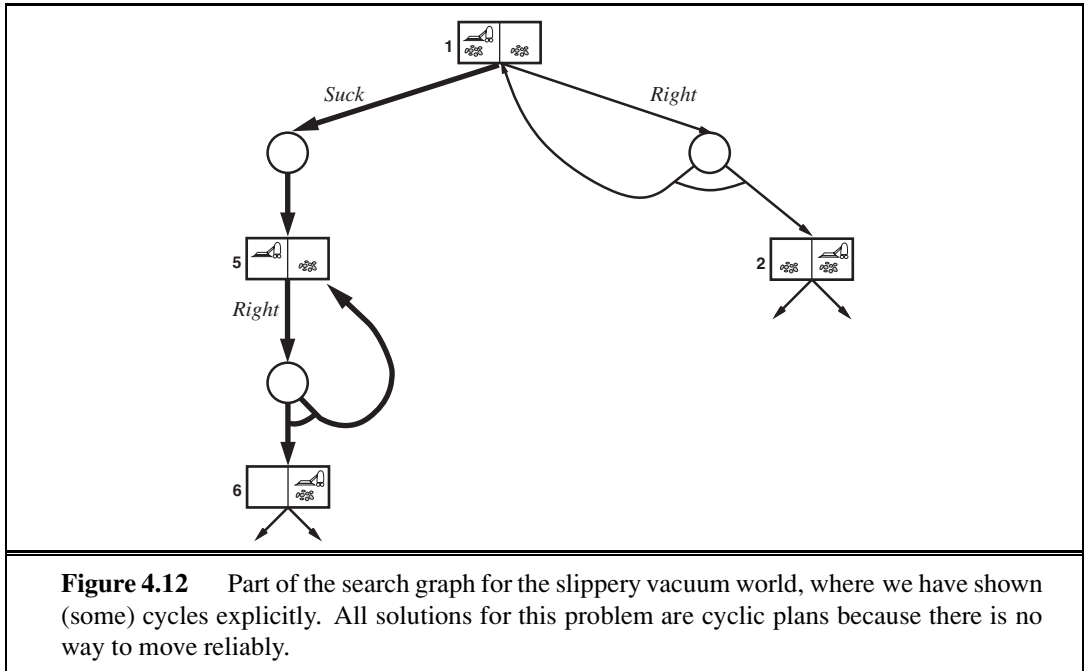 1
Suck
Right
5
2
Right
6
Figure 4.12 Part of the search graph for the slippery vacuum world, where we have shown
(some) cycles explicitly. All solutions for this problem are cyclic plans because there is no
way to move reliably.